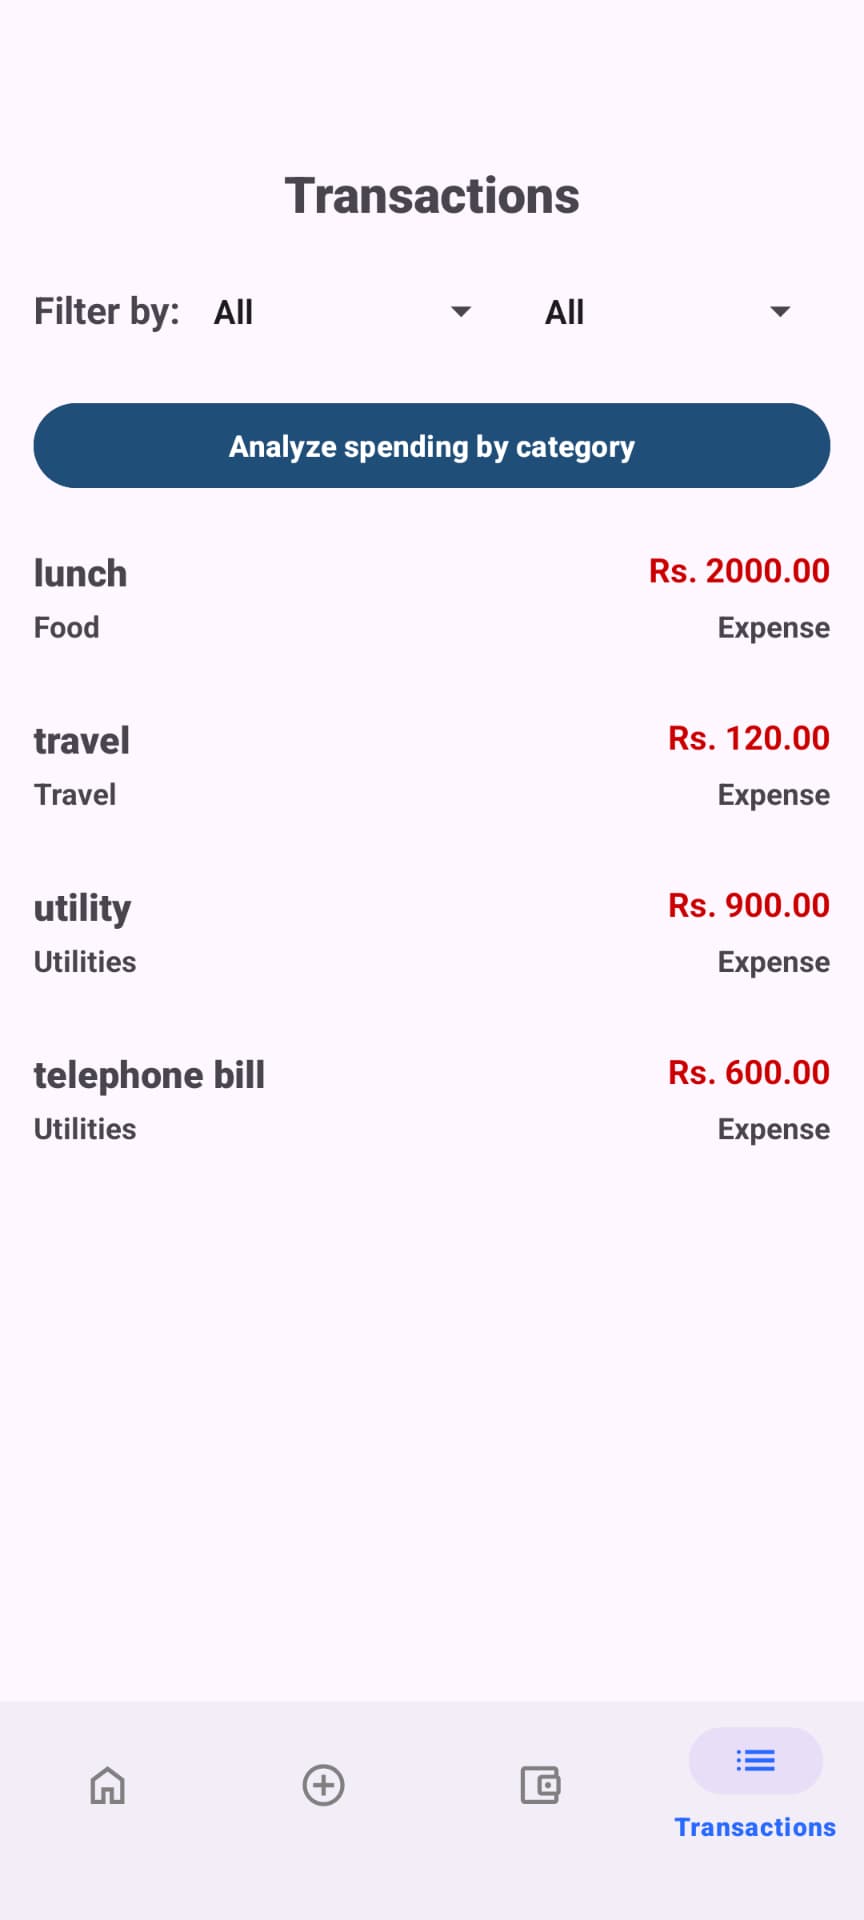 Transactions
Filter by: All All
Analyze spending by category
lunch Rs. 2000.00
Food Expense
travel Rs. 120.00
Travel Expense
utility Rs. 900.00
Utilities Expense
telephone bill Rs. 600.00
Utilities Expense
Transactions